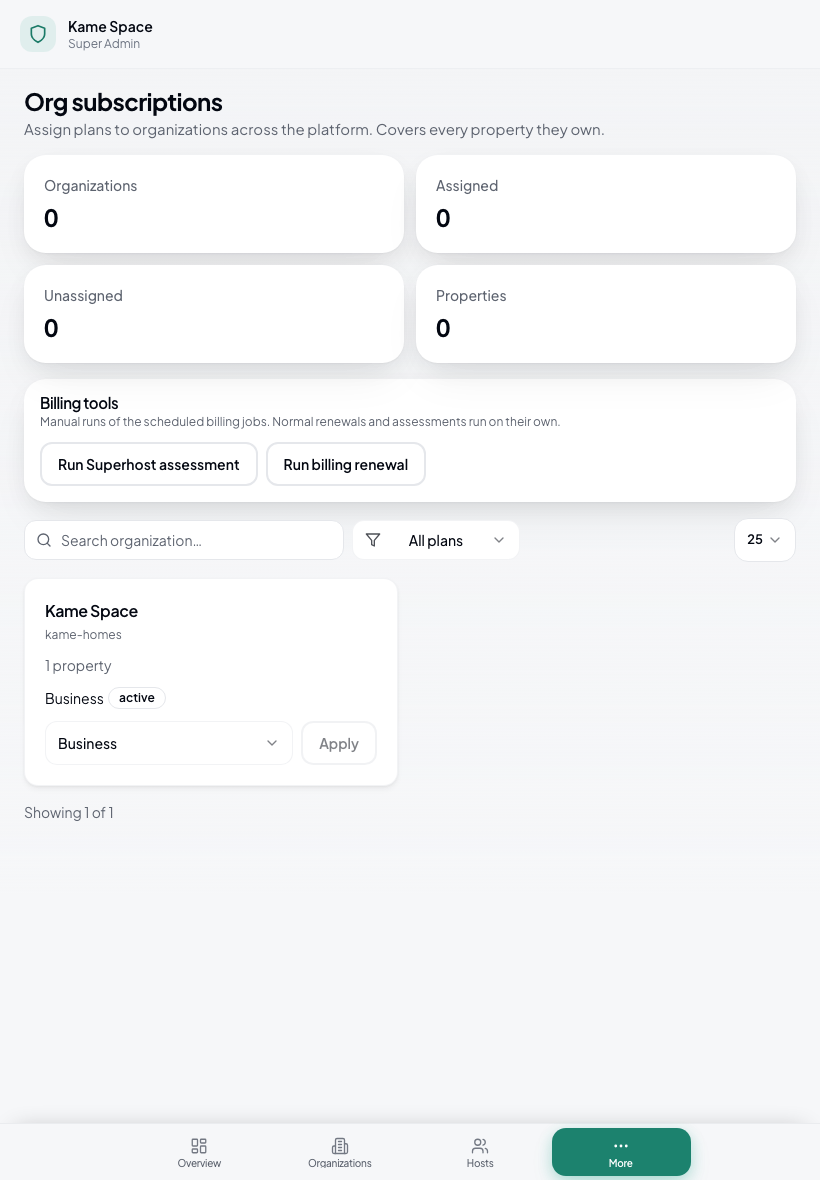 Kame Space
Super Admin
Org subscriptions
Assign plans to organizations across the platform. Covers every property they own.
Organizations
0
Assigned
0
Unassigned
0
Properties
0
Billing tools
Manual runs of the scheduled billing jobs. Normal renewals and assessments run on their own.
Run Superhost assessment
Run billing renewal
Search organization…
All plans
25
Kame Space
kame-homes
1 property
Business active
Business
Apply
Showing 1 of 1
Overview
Organizations
Hosts
More